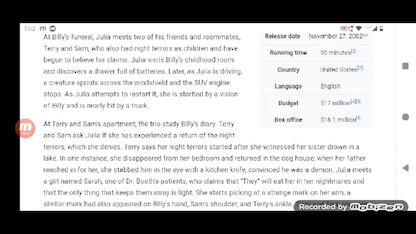 7:52
At Billy's funeral, Julia meets two of his friends and roommates,
Terry and Sam, who also had night terrors as children and have
begun to believe his claims. Julia visits Billy's childhood room
and discovers a drawer full of batteries. Later, as Julia is driving,
a creature sprints across the windshield and the SUV engine
stops. As Julia attempts to restart if, she is startled by a vision
of Billy and is nearly hit by a truck.
At Terry and Sam's apartment, the trio study Billy's diary. Terry
and Sam ask Julia if she has experienced a return of the night
terrors, which she denies. Terry says her night terrors started after she witnessed her sister drown in a
lake. In one instance, she disappeared from her bedroom and returned in the dog house; when her father
reached in for her, she stabbed him in the eye with a kitchen knife, convinced he was a demon. Julia meets
a girl named Sarah, one of Dr. Booth's patients, who claims that "They" will eat her in her nightmares and
that the only thing that keeps them away is light. She starts picking at a strange mark on her arm, a
similar mark had also appeared on Billy's hand, Sam's shoulder, and Terry's ankle.
Release date November 27, 2002
Running time 90 minutes[2]
Country United States
Language English
Budget $17 million
Box office $16.1 million
Recorded by
mobizen